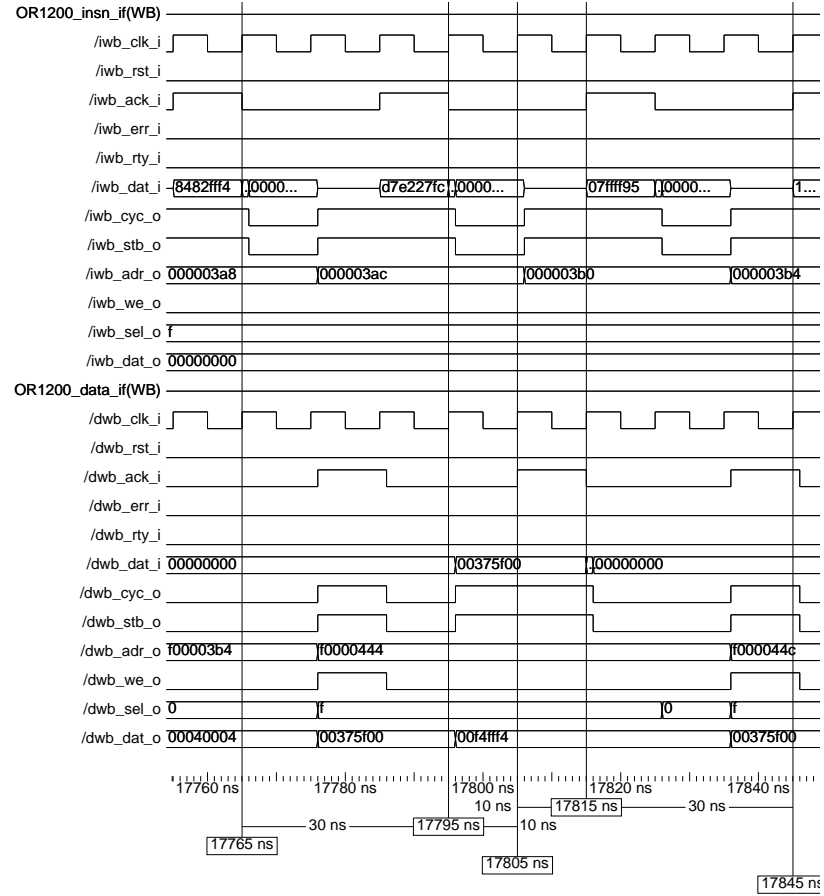 OR1200_insn_if(WB)
/iwb_clk_i
/iwb_rst_i
/iwb_ack_i
/iwb_err_i
/iwb_rty_i
/iwb_dat_i 8482fff4 ... 0000... d7e227fc ... 0000... 07ffff95 ... 0000... 1...
/iwb_cyc_o
/iwb_stb_o
/iwb_adr_o 000003a8 000003ac 000003b0 000003b4
/iwb_we_o
/iwb_sel_o f
/iwb_dat_o 00000000
OR1200_data_if(WB)
/dwb_clk_i
/dwb_rst_i
/dwb_ack_i
/dwb_err_i
/dwb_rty_i
/dwb_dat_i 00000000 00375f00 ... 00000000
/dwb_cyc_o
/dwb_stb_o
/dwb_adr_o f00003b4 f0000444 f000044c
/dwb_we_o
/dwb_sel_o 0 f 0 f
/dwb_dat_o 00040004 00375f00 00f4fff4 00375f00
17760 ns 17780 ns 17800 ns 17820 ns 17840 ns
10 ns 17815 ns 30 ns
30 ns 17795 ns 10 ns
17765 ns
17805 ns
17845 ns